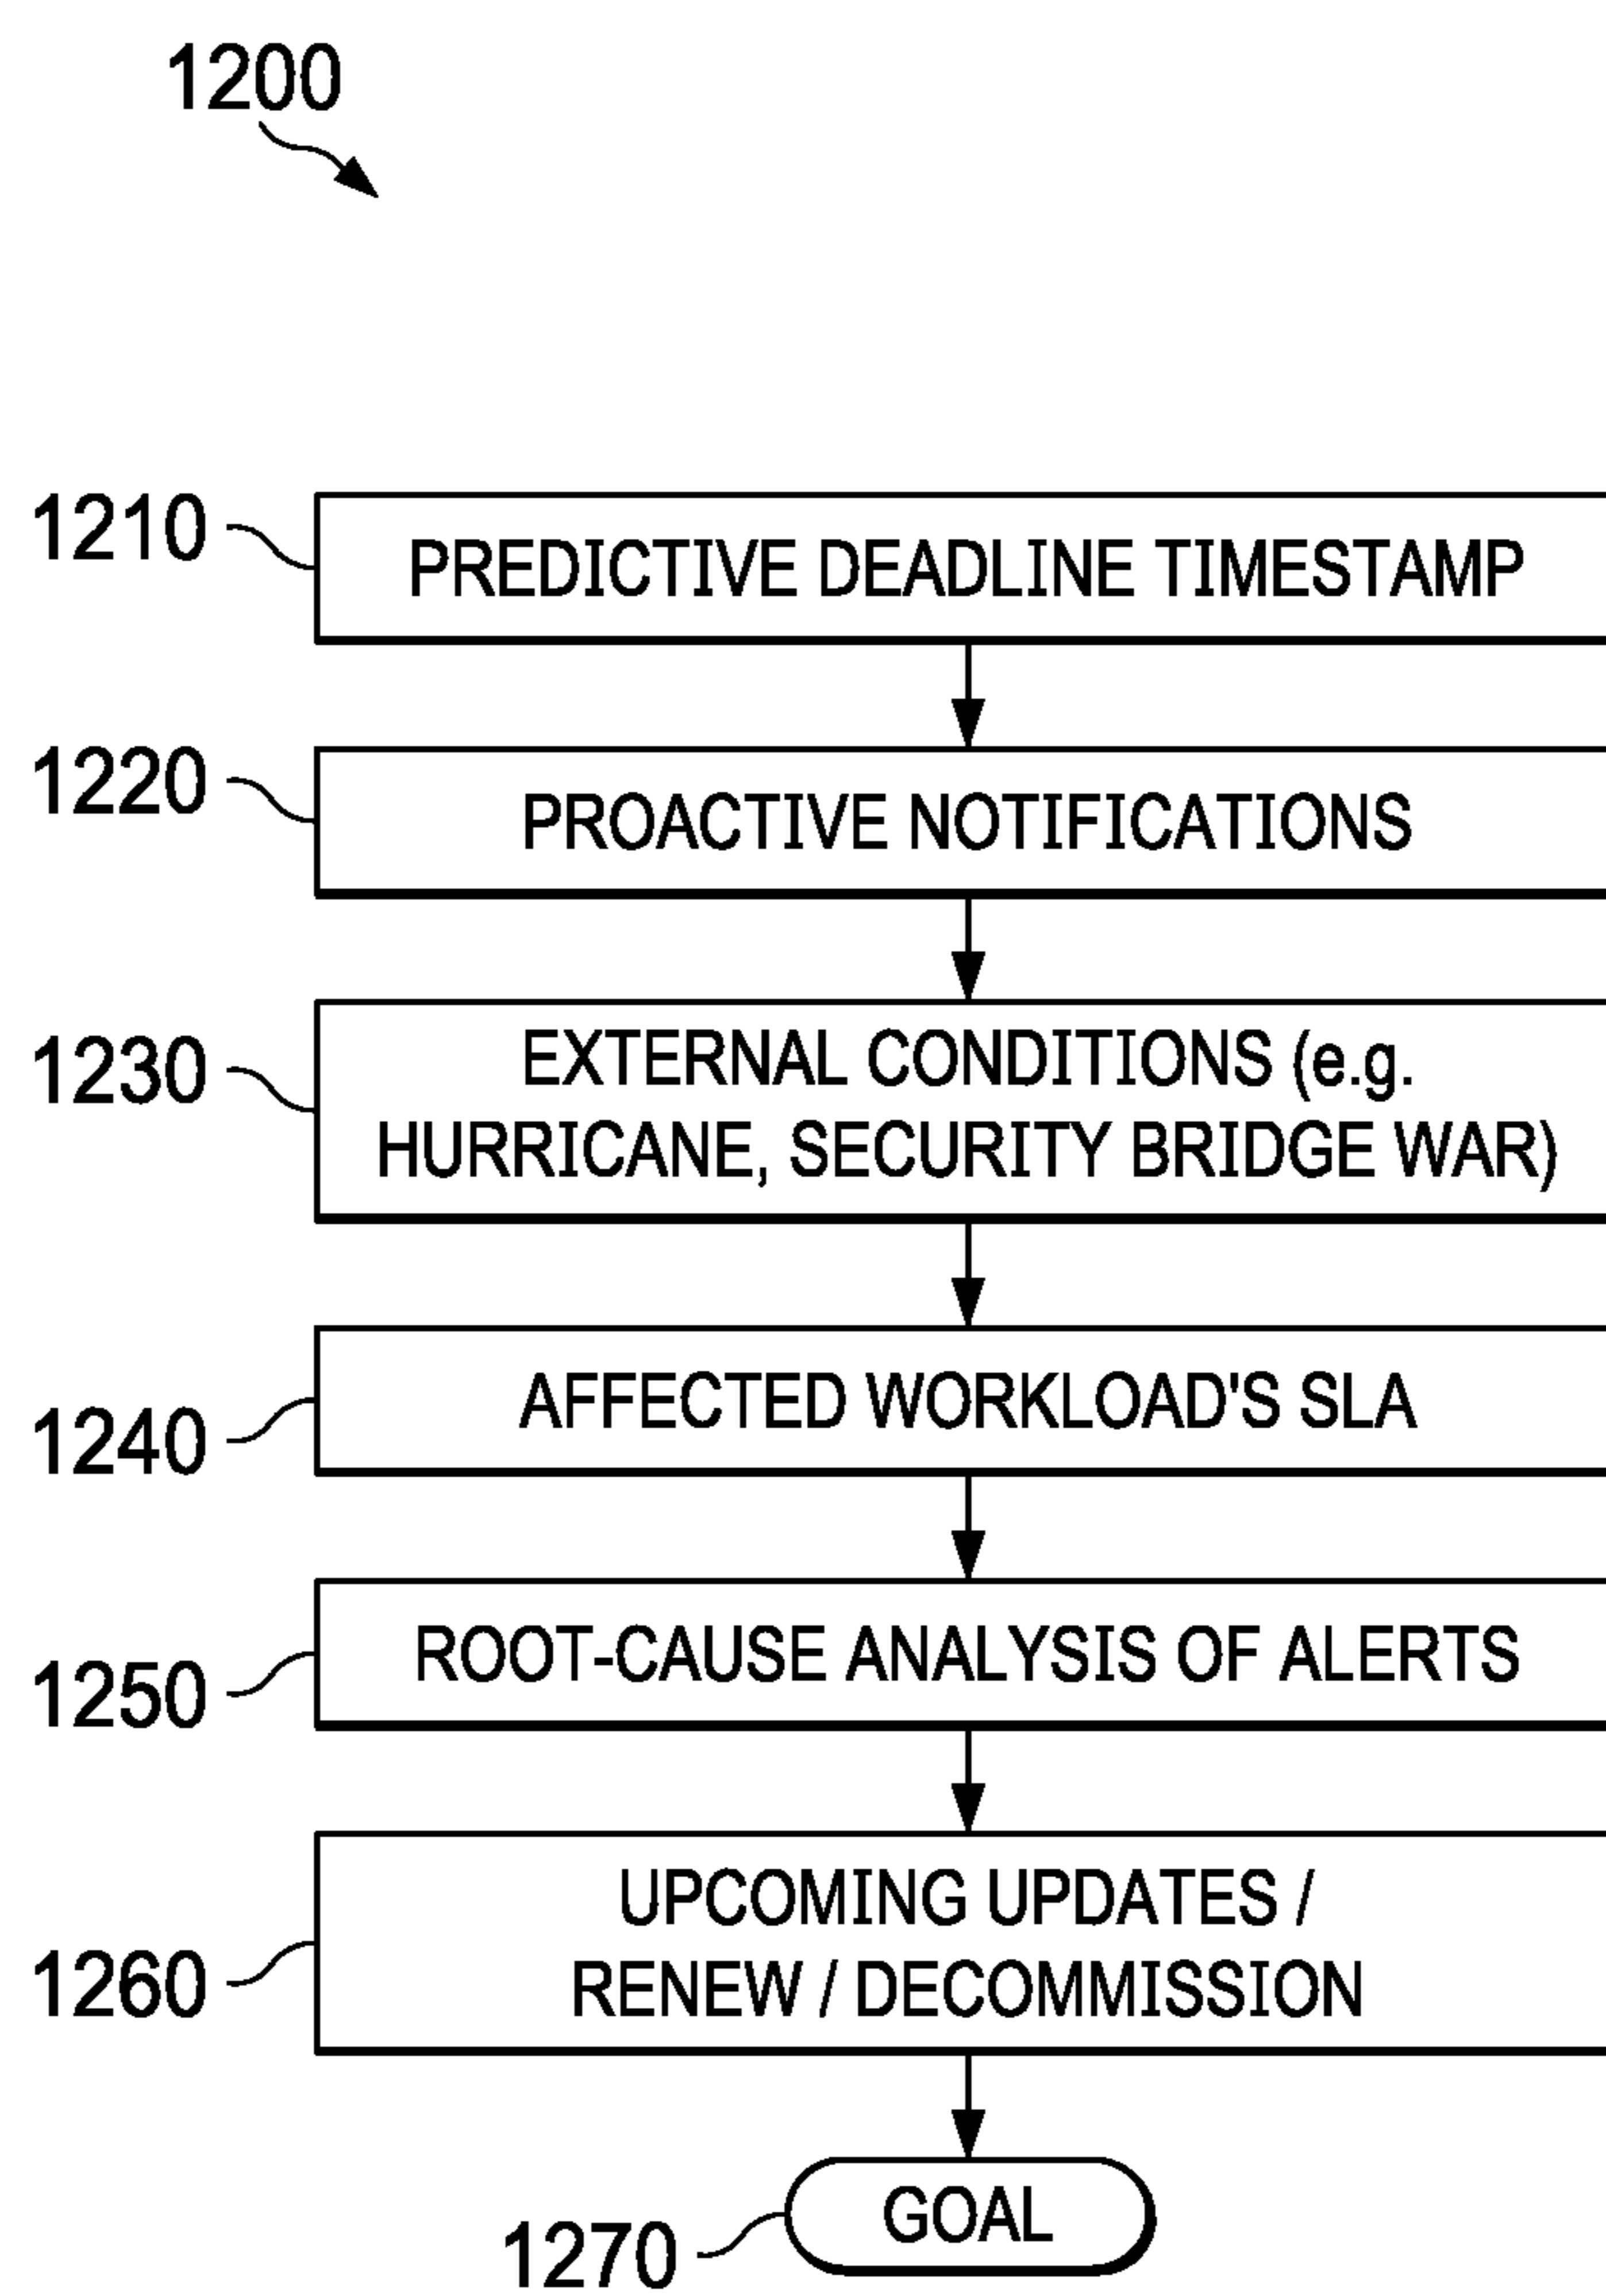 1200
1210 PREDICTIVE DEADLINE TIMESTAMP
1220 PROACTIVE NOTIFICATIONS
1230 EXTERNAL CONDITIONS (e.g.
HURRICANE, SECURITY BRIDGE WAR)
1240 AFFECTED WORKLOAD'S SLA
1250 ROOT-CAUSE ANALYSIS OF ALERTS
1260 UPCOMING UPDATES /
RENEW / DECOMMISSION
1270 GOAL